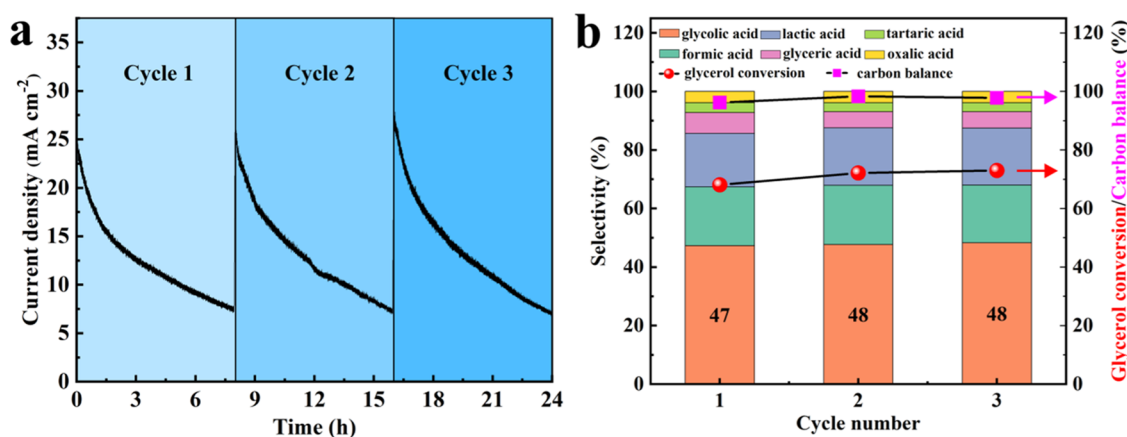 a
Cycle 1
Cycle 2
Cycle 3
Current density (mA cm⁻²)
35
30
25
20
15
10
5
0
0 3 6 9 12 15 18 21 24
Time (h)
b
glycolic acid lactic acid tartaric acid
formic acid glyceric acid oxalic acid
glycerol conversion carbon balance
Selectivity (%)
120
100
80
60
40
20
0
47
48
48
1 2 3
Cycle number
120
100
80
60
40
20
0
Glycerol conversion/Carbon balance (%)